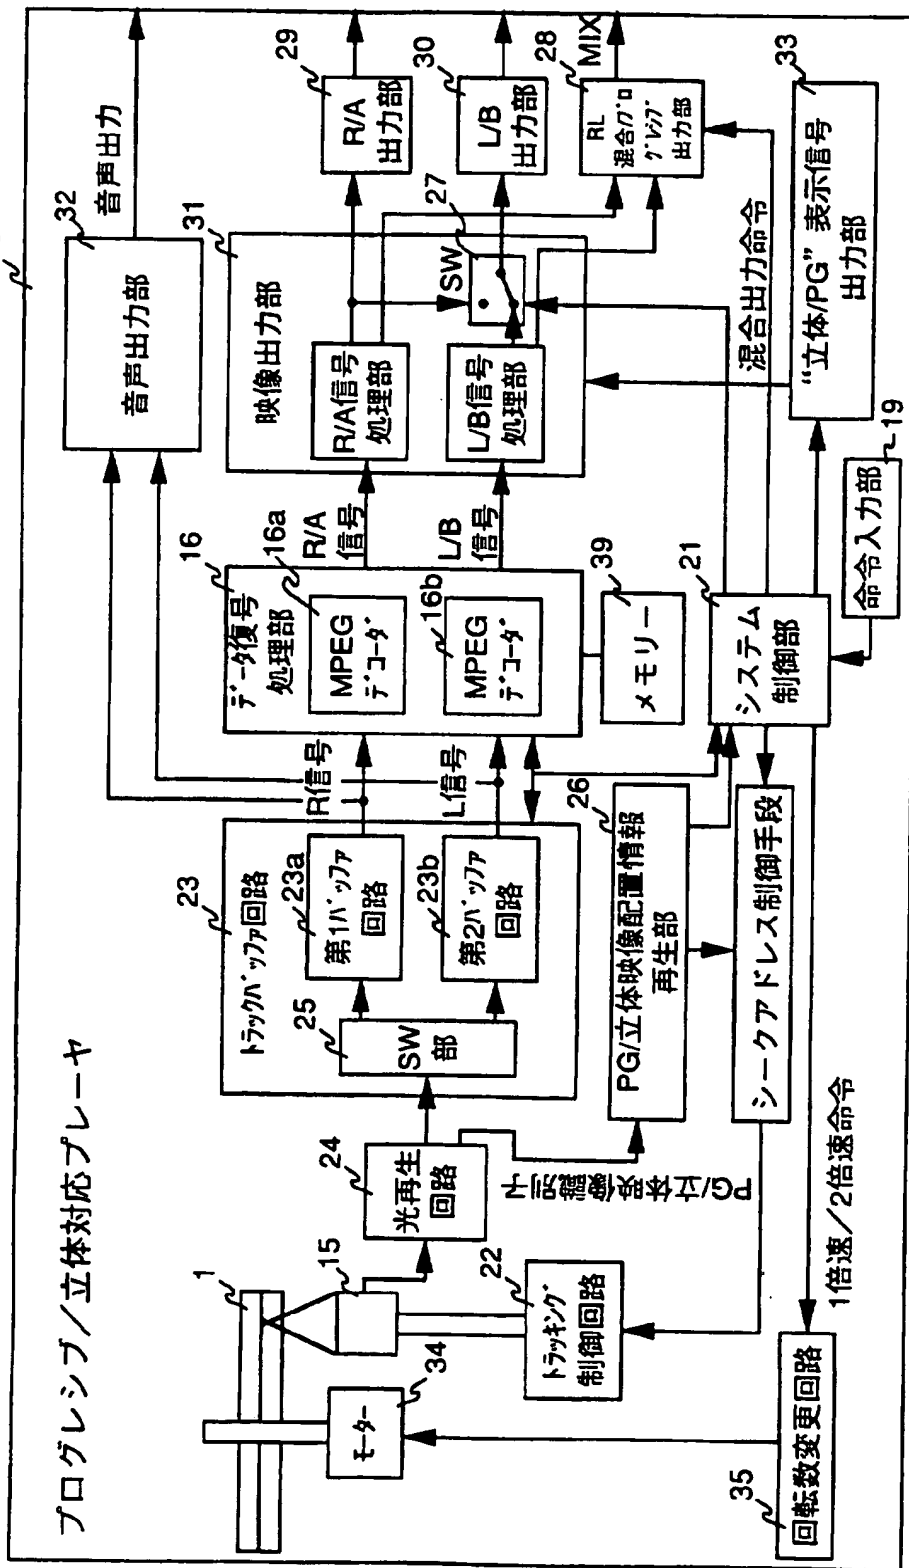 プログレシブ／立体対応プレーヤ
1
15
34
モーター
22
トラッキング
制御回路
35
回転数変更回路
1倍速／2倍速命令
24
光再生
回路
PG/立体映像識別子
23
トラックバッファ回路
25
SW
部
23a
第1バッファ
回路
23b
第2バッファ
回路
26
PG/立体映像配置情報
再生部
シークアドレス制御手段
R信号
L信号
16
データ復号
処理部
16a
MPEG
デコーダ
16b
MPEG
デコーダ
39
メモリー
21
システム
制御部
19
命令入力部
R/A
信号
L/B
信号
32
音声出力部
音声出力
31
映像出力部
R/A信号
処理部
L/B信号
処理部
SW
27
29
R/A
出力部
30
L/B
出力部
28
RL
混合/プロ
グレシブ
出力部
MIX
混合出力命令
33
“立体/PG”表示信号
出力部